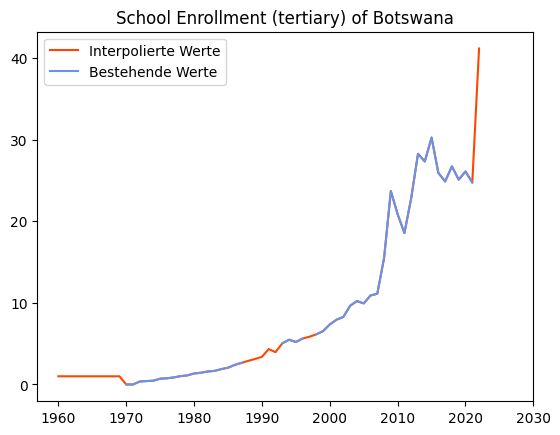 School Enrollment (tertiary) of Botswana
Interpolierte Werte
Bestehende Werte
40
30
20
10
0
1960 1970 1980 1990 2000 2010 2020 2030